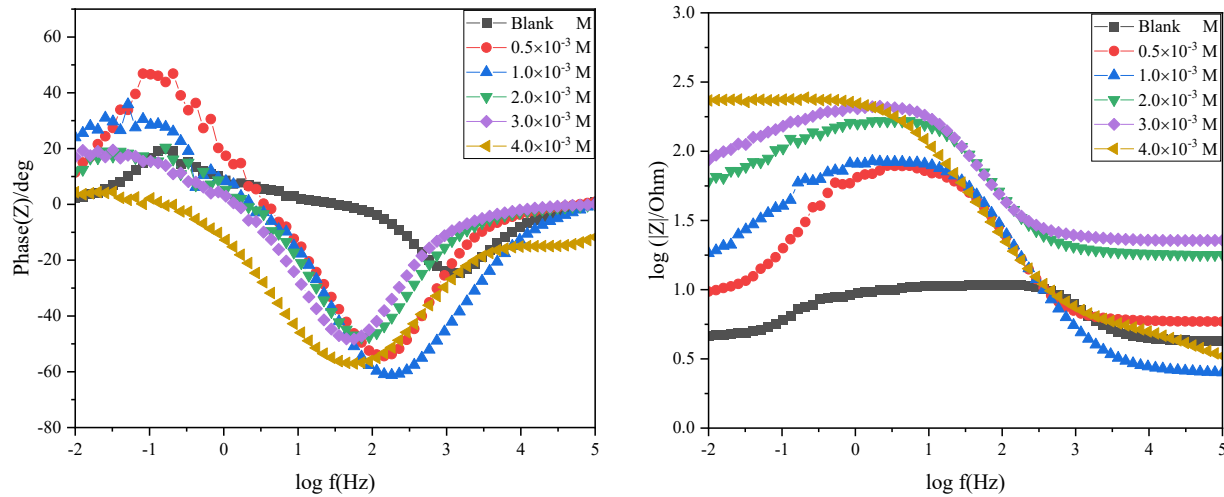 60
40
20
0
-20
-40
-60
-80
-2
-1
0
1
2
3
4
5
Phase(Z)/deg
log f(Hz)
Blank M
0.5×10⁻³ M
1.0×10⁻³ M
2.0×10⁻³ M
3.0×10⁻³ M
4.0×10⁻³ M
3.0
2.5
2.0
1.5
1.0
0.5
0.0
-2
-1
0
1
2
3
4
5
log (|Z|/Ohm)
log f(Hz)
Blank M
0.5×10⁻³ M
1.0×10⁻³ M
2.0×10⁻³ M
3.0×10⁻³ M
4.0×10⁻³ M